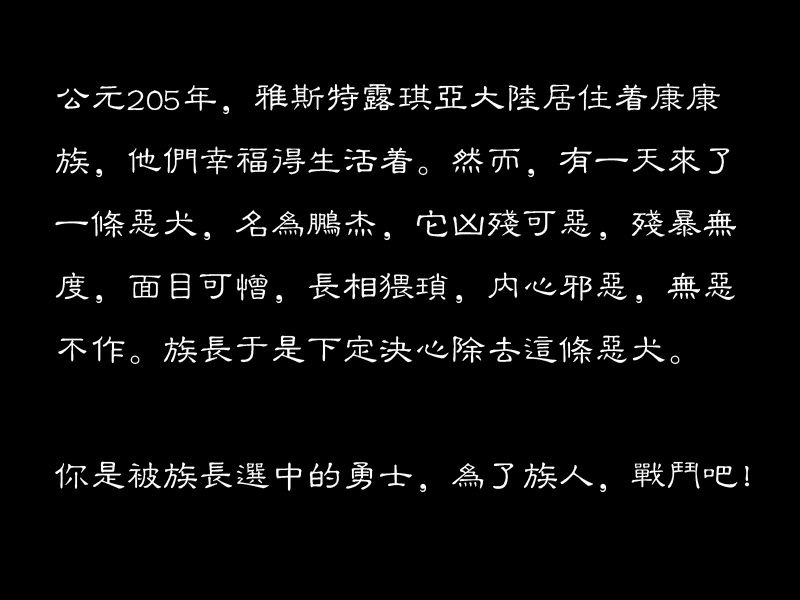 公元205年，雅斯特露琪亞大陸居住着康康
族，他們幸福得生活着。然而，有一天來了
一條惡犬，名為鵬杰，它凶殘可惡，殘暴無
度，面目可憎，長相猥瑣，内心邪惡，無惡
不作。族長于是下定決心除去這條惡犬。
你是被族長選中的勇士，為了族人，戰鬥吧！